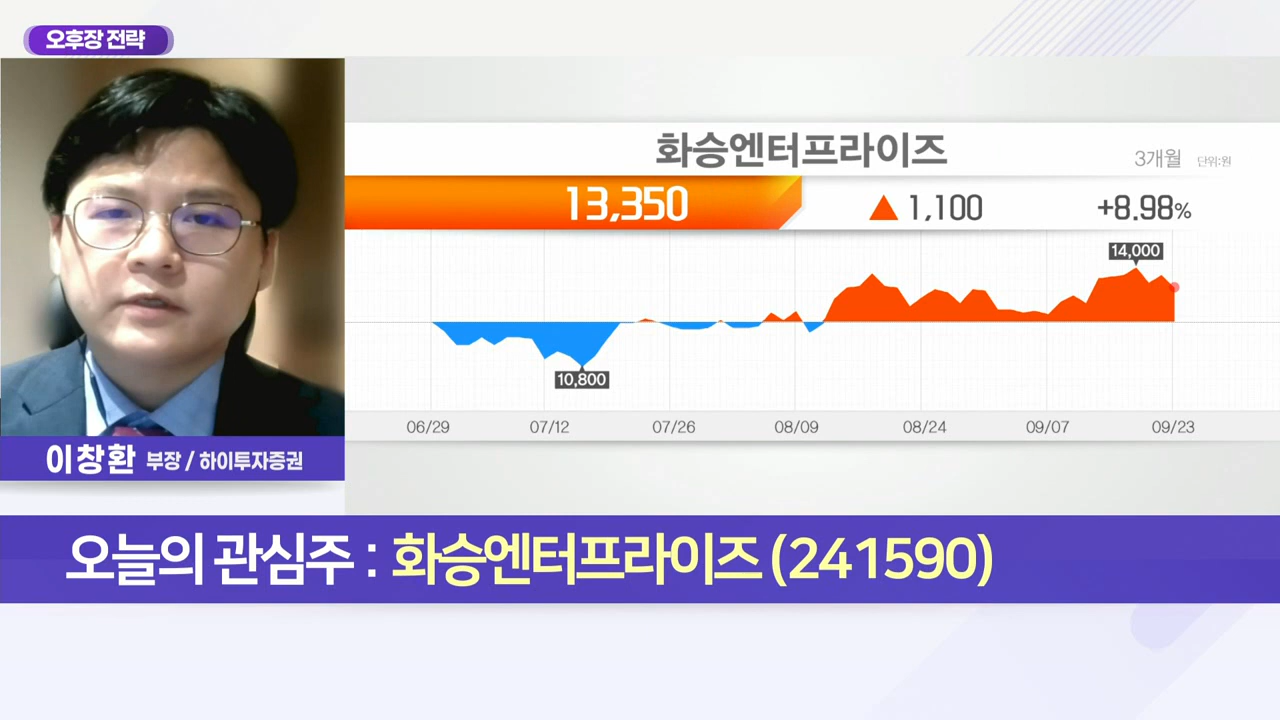 오후장 전략
화승엔터프라이즈
3개월 단위:원
13,350 ▲ 1,100 +8.98%
14,000
10,800
06/29 07/12 07/26 08/09 08/24 09/07 09/23
이창환 부장 / 하이투자증권
오늘의 관심주 : 화승엔터프라이즈 (241590)